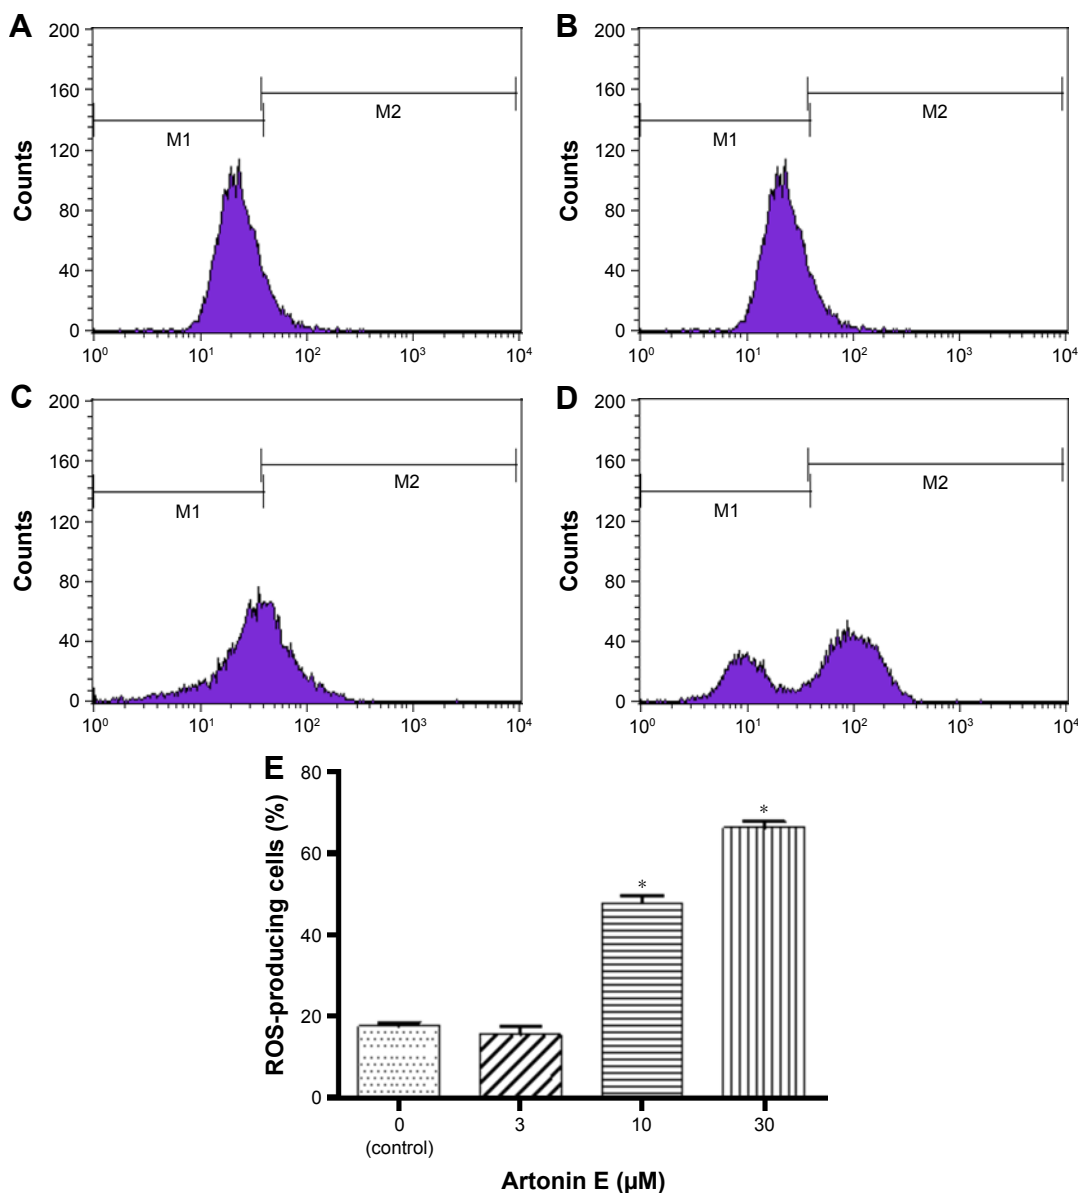 A
200
160
120
80
40
0
Counts
M1
M2
10⁰
10¹
10²
10³
10⁴
B
200
160
120
80
40
0
Counts
M1
M2
10⁰
10¹
10²
10³
10⁴
C
200
160
120
80
40
0
Counts
M1
M2
10⁰
10¹
10²
10³
10⁴
D
200
160
120
80
40
0
Counts
M1
M2
10⁰
10¹
10²
10³
10⁴
E
80
60
40
20
0
ROS-producing cells (%)
*
*
0
(control)
3
10
30
Artonin E (µM)